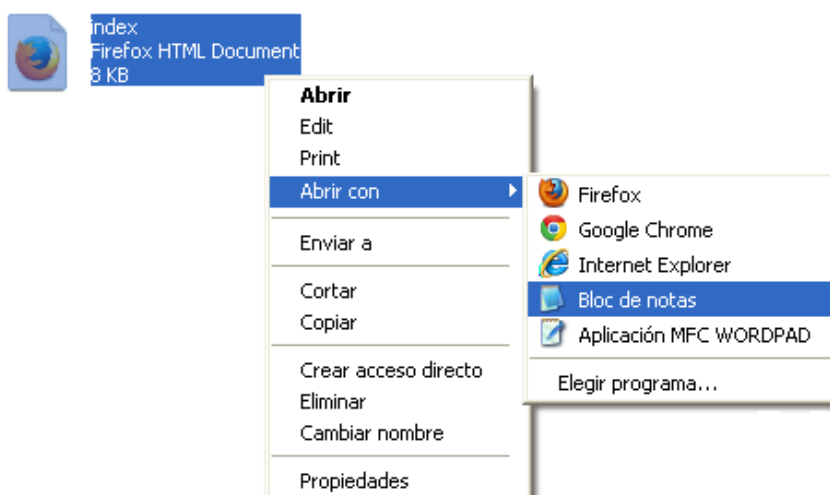 index
Firefox HTML Document
8 KB
Abrir
Edit
Print
Abrir con
Enviar a
Cortar
Copiar
Crear acceso directo
Eliminar
Cambiar nombre
Propiedades
Firefox
Google Chrome
Internet Explorer
Bloc de notas
Aplicación MFC WORDPAD
Elegir programa...